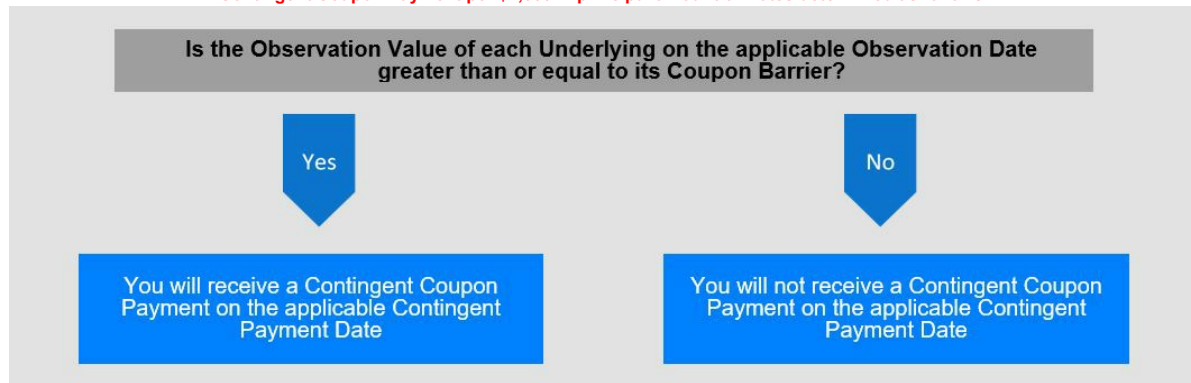 Is the Observation Value of each Underlying on the applicable Observation Date
greater than or equal to its Coupon Barrier?
Yes
No
You will receive a Contingent Coupon
Payment on the applicable Contingent
Payment Date
You will not receive a Contingent Coupon
Payment on the applicable Contingent
Payment Date